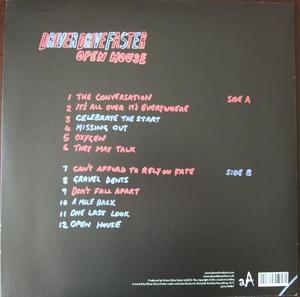 DRIVER DRIVE FASTER
OPEN HOUSE
1 THE CONVERSATION SIDE A
2 IT'S ALL OVER IT'S EVERYWHERE
3 CELEBRATE THE START
4 MISSING OUT
5 OXYGEN
6 THEY MAY TALK
7 CAN'T AFFORD TO RELY ON FATE SIDE B
8 GRAVEL DENTS
9 DON'T FALL APART
10 A MILE BACK
11 ONE LAST LOOK
12 OPEN HOUSE
aA